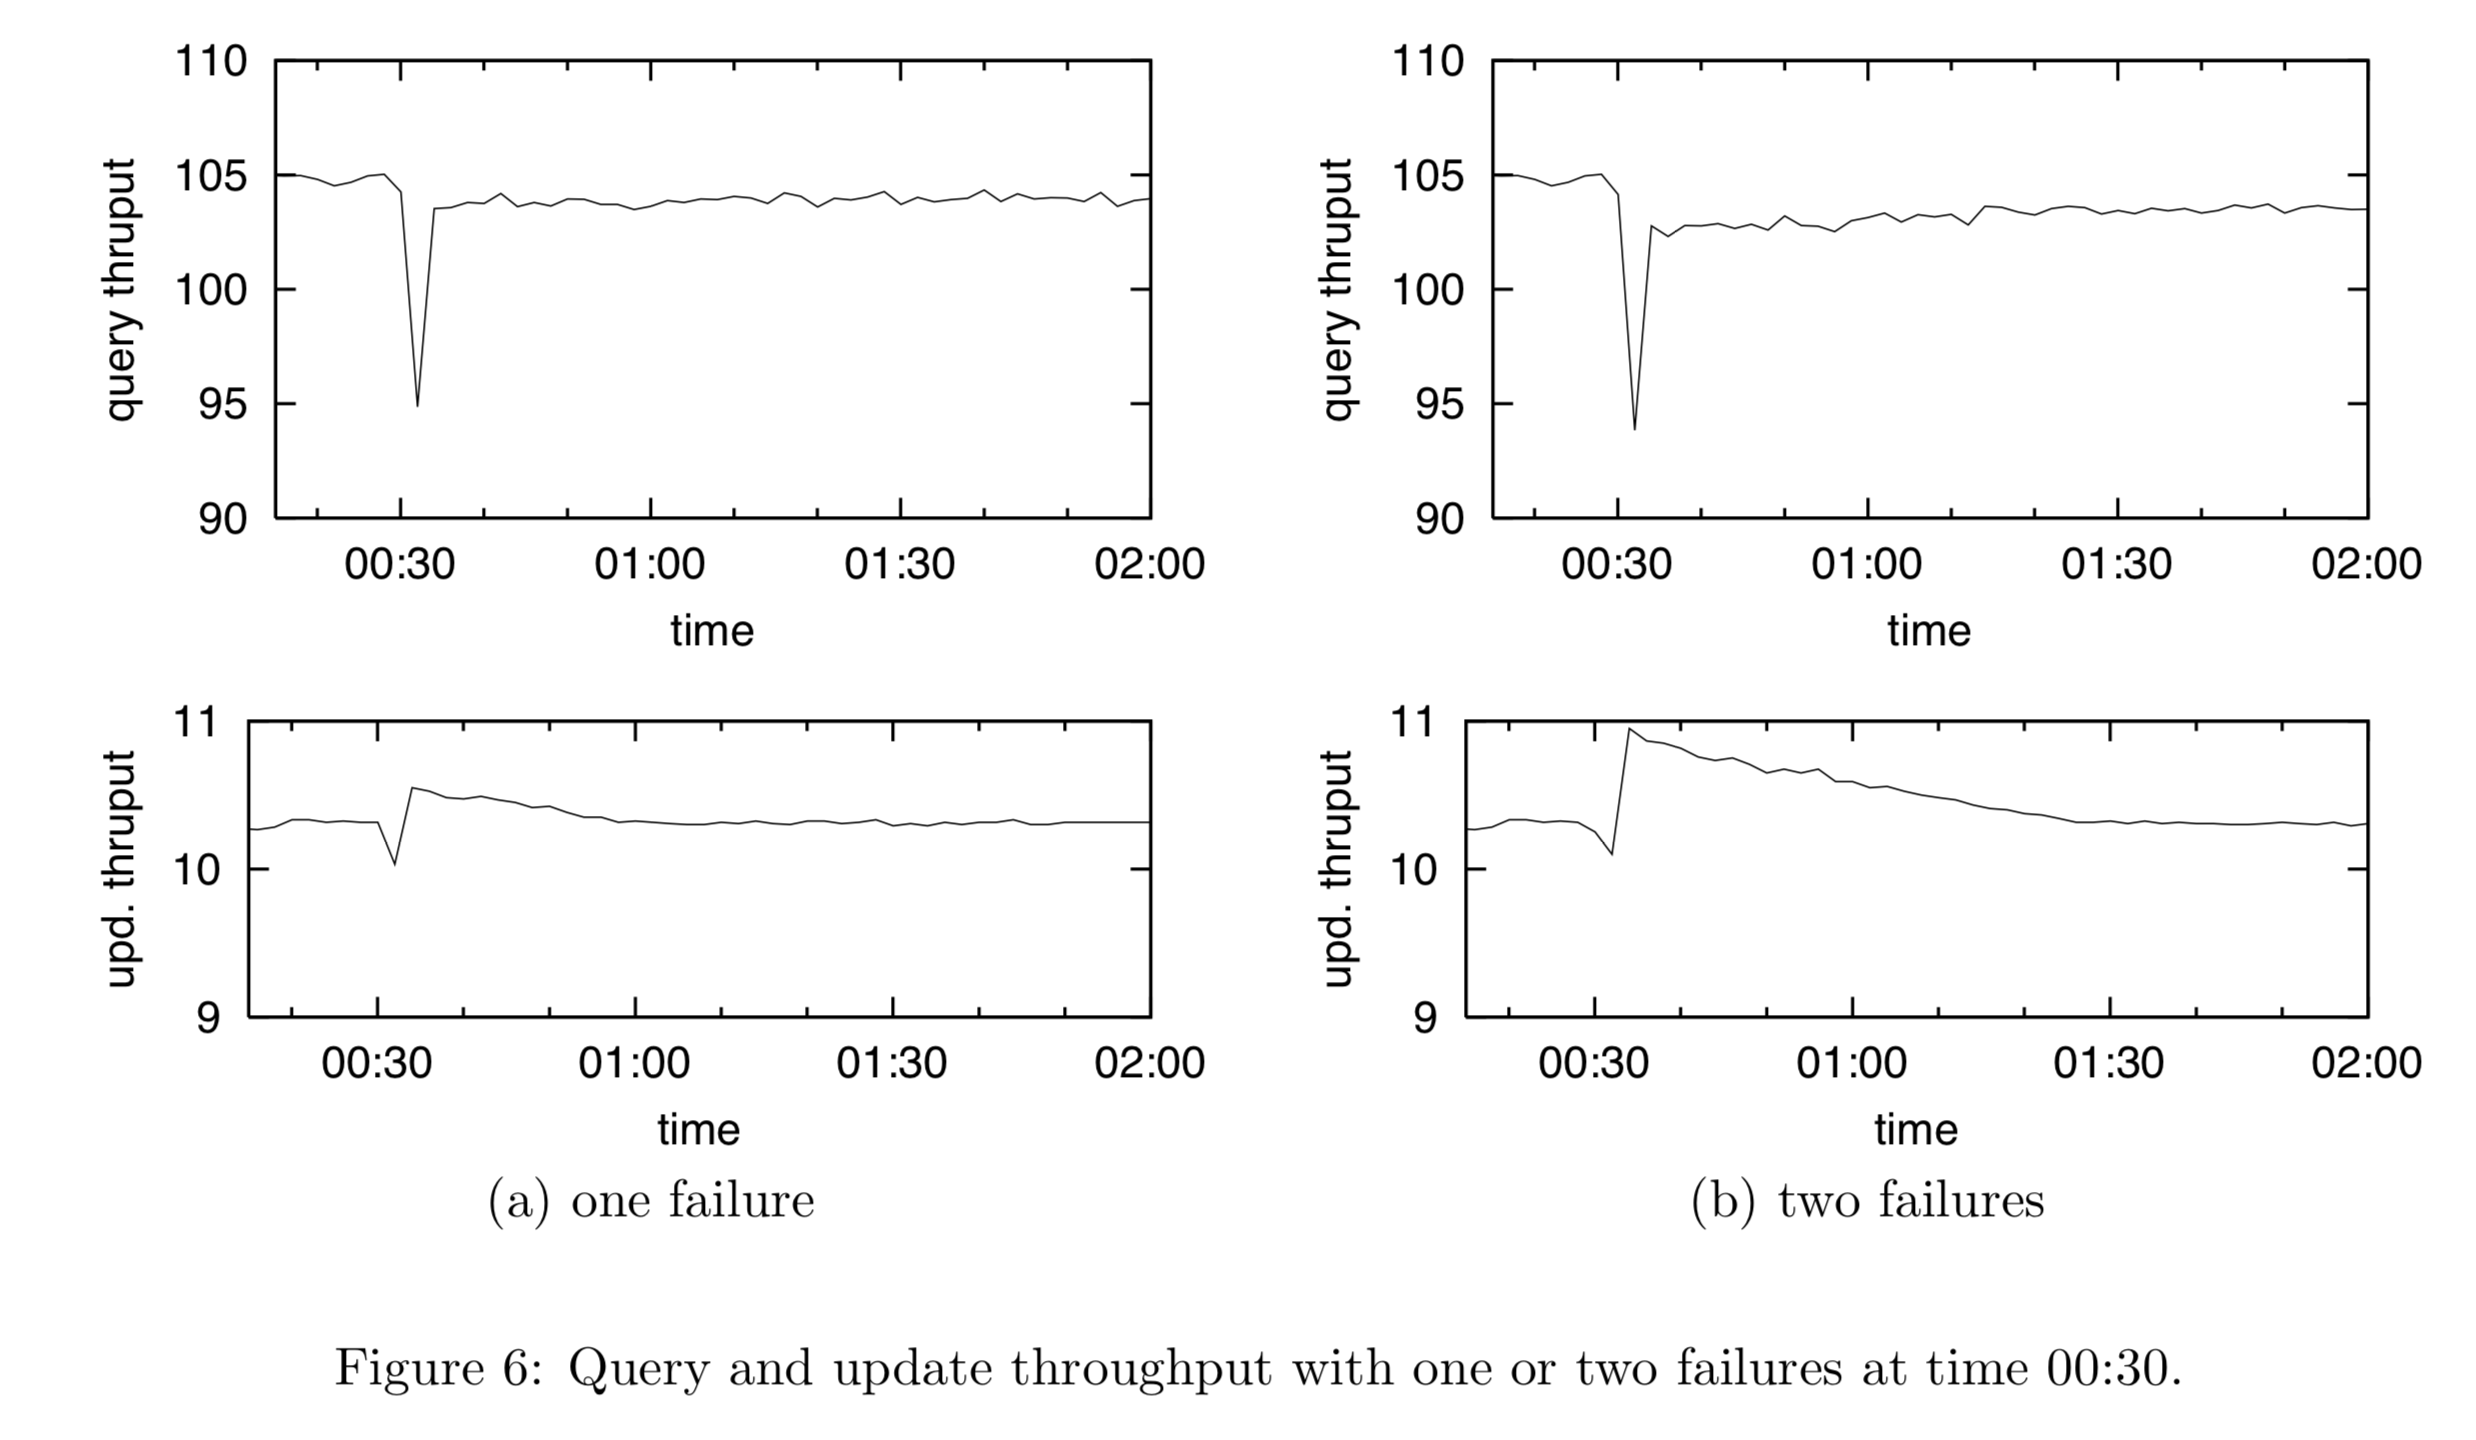 110
105
100
95
90
query thruput
00:30 01:00 01:30 02:00
time
110
105
100
95
90
query thruput
00:30 01:00 01:30 02:00
time
11
10
9
upd. thruput
00:30 01:00 01:30 02:00
time
(a) one failure
11
10
9
upd. thruput
00:30 01:00 01:30 02:00
time
(b) two failures
Figure 6: Query and update throughput with one or two failures at time 00:30.